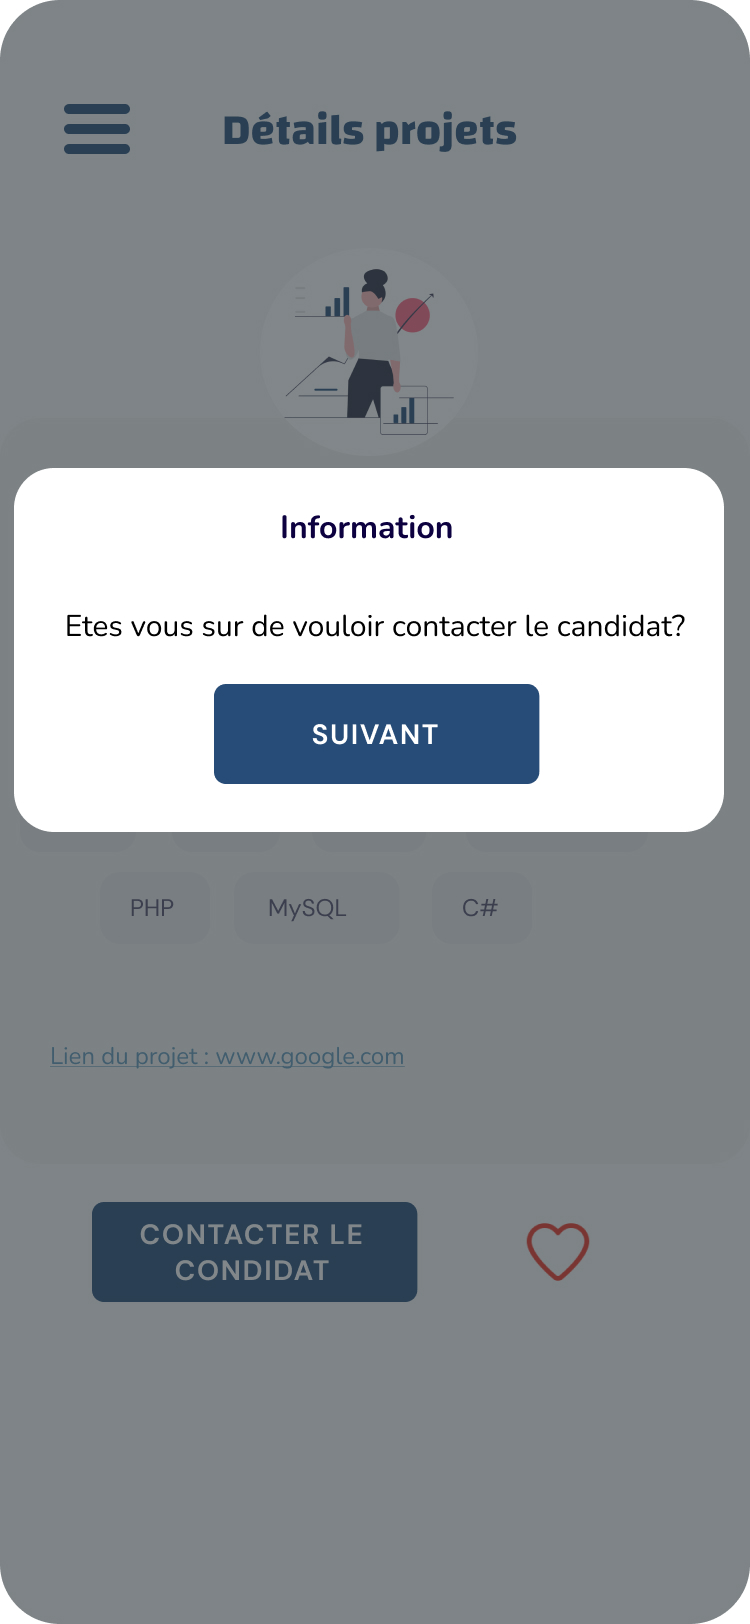 Détails projets
Information
Etes vous sur de vouloir contacter le candidat?
SUIVANT
PHP MySQL C#
Lien du projet : www.google.com
CONTACTER LE
CONDIDAT